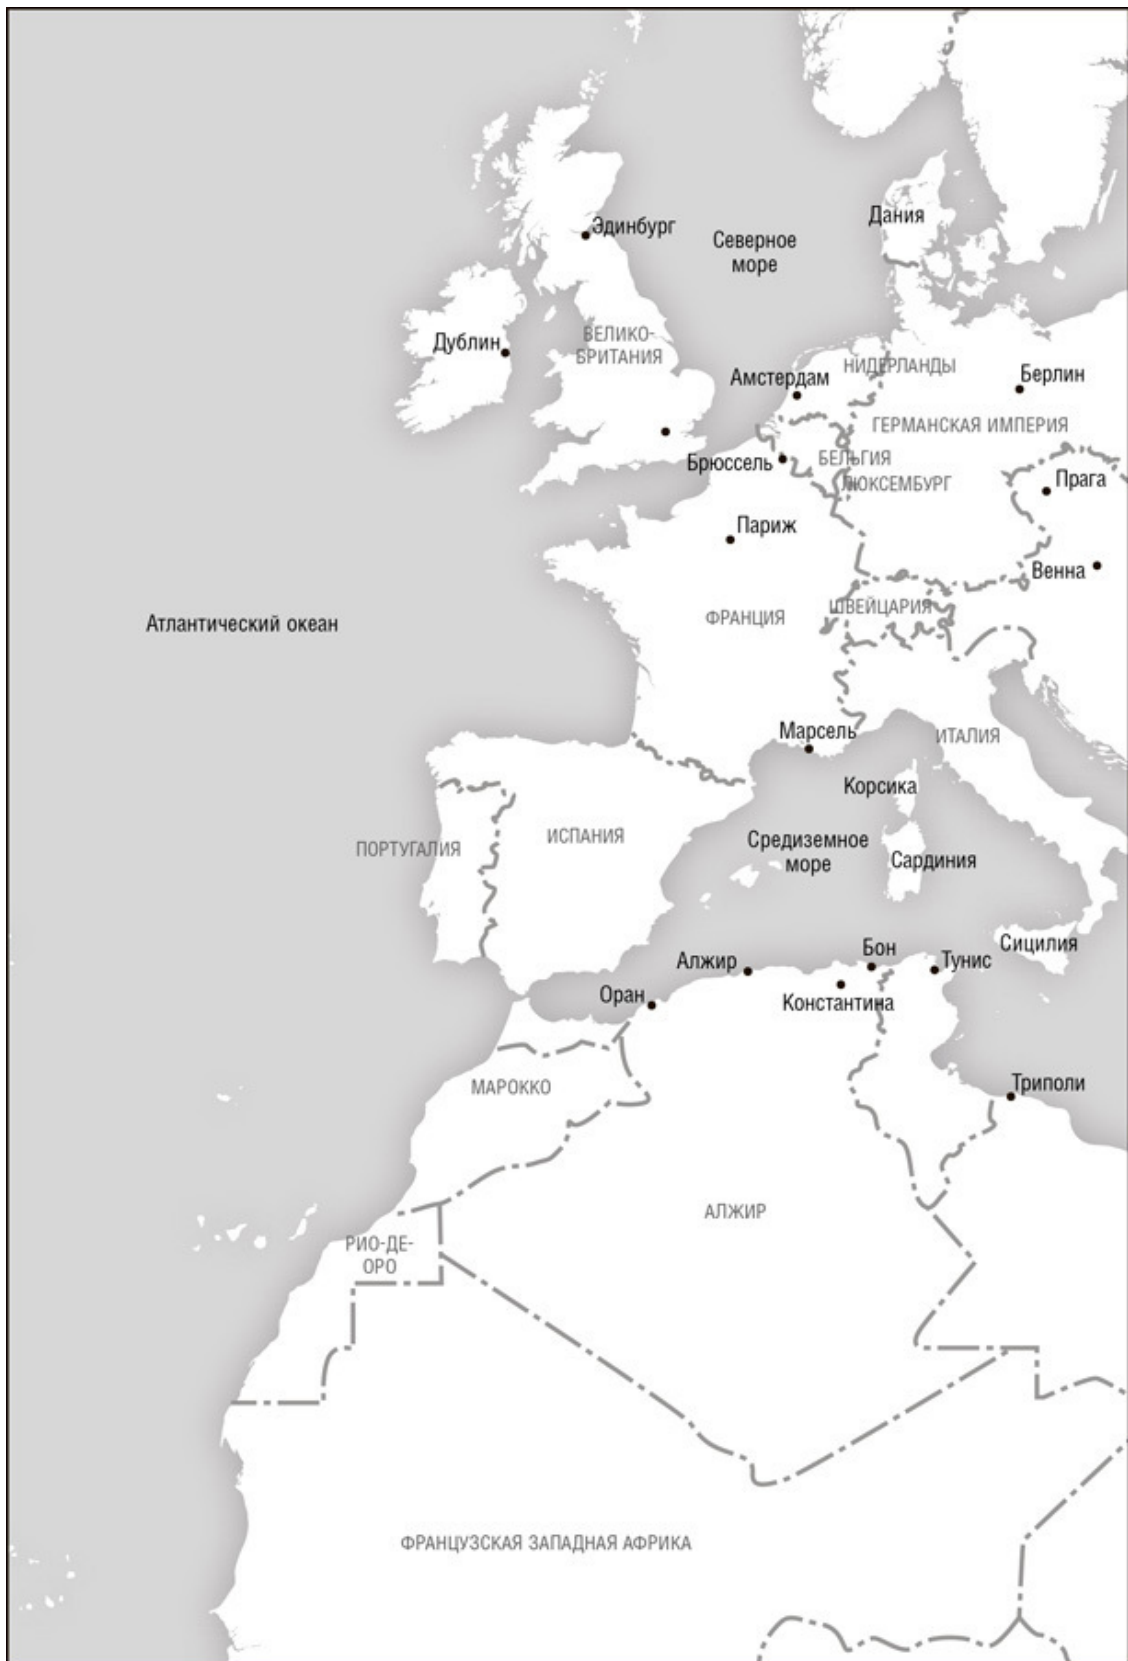 Эдинбург
Дания
Северное
море
Дублин
ВЕЛИКО-
БРИТАНИЯ
НИДЕРЛАНДЫ
Амстердам
Берлин
ГЕРМАНСКАЯ ИМПЕРИЯ
Брюссель
БЕЛЬГИЯ
ЛЮКСЕМБУРГ
Прага
Париж
Венна
Атлантический океан
ФРАНЦИЯ
ШВЕЙЦАРИЯ
Марсель
ИТАЛИЯ
Корсика
ПОРТУГАЛИЯ
ИСПАНИЯ
Средиземное
море
Сардиния
Сицилия
Алжир
Бон
Тунис
Оран
Константина
МАРОККО
Триполи
АЛЖИР
РИО-ДЕ-
ОРО
ФРАНЦУЗСКАЯ ЗАПАДНАЯ АФРИКА